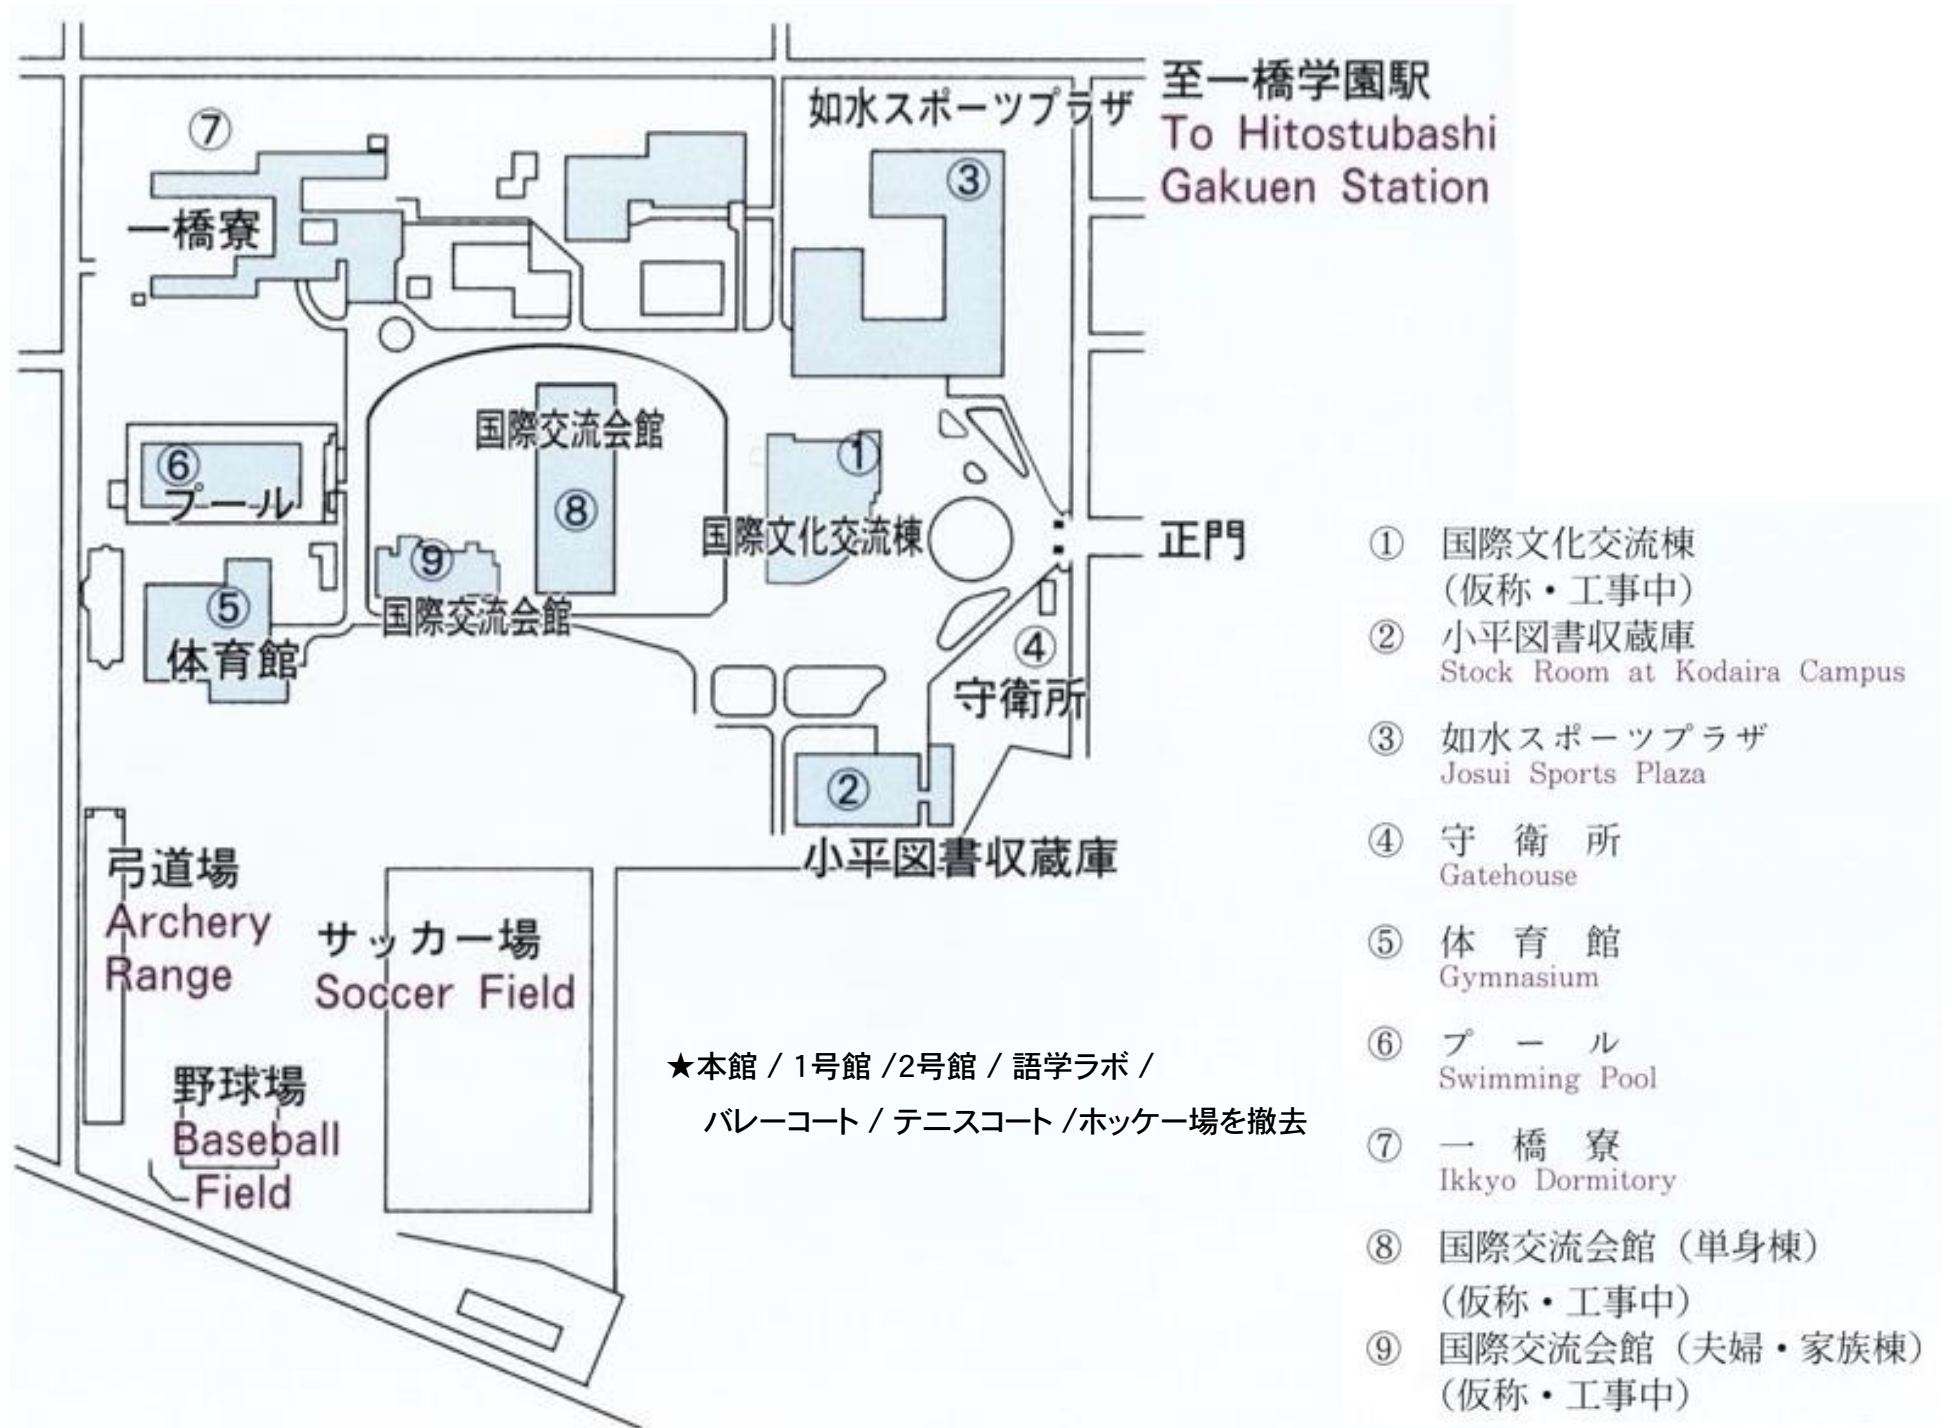 至一橋学園駅
To Hitostubashi
Gakuen Station
如水スポーツプラザ
③
⑦
一橋寮
国際交流会館
⑧
①
国際文化交流棟
⑥
プール
⑨
国際交流会館
正門
⑤
体育館
④
守衛所
②
小平図書収蔵庫
弓道場
Archery
Range
サッカー場
Soccer Field
野球場
Baseball
Field
★本館 / 1号館 /2号館 / 語学ラボ /
バレーコート / テニスコート /ホッケー場を撤去
① 国際文化交流棟
(仮称・工事中)
② 小平図書収蔵庫
Stock Room at Kodaira Campus
③ 如水スポーツプラザ
Josui Sports Plaza
④ 守 衛 所
Gatehouse
⑤ 体 育 館
Gymnasium
⑥ プ ー ル
Swimming Pool
⑦ 一 橋 寮
Ikkyo Dormitory
⑧ 国際交流会館 (単身棟)
(仮称・工事中)
⑨ 国際交流会館 (夫婦・家族棟)
(仮称・工事中)